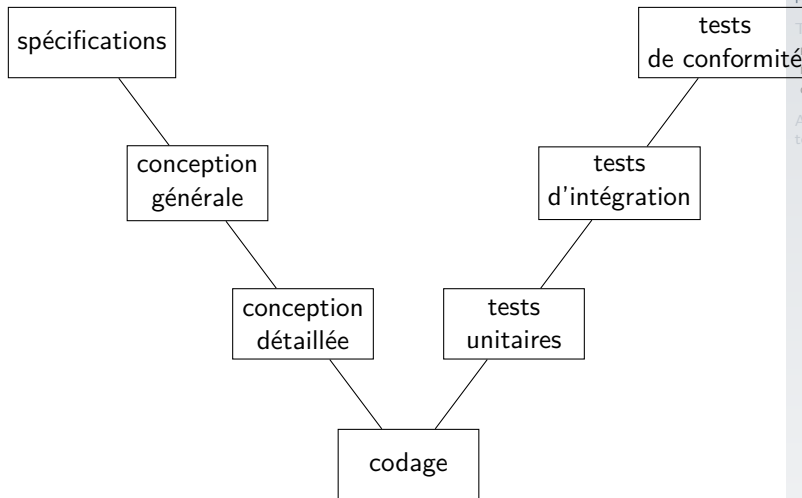 spécifications
tests
de conformité
conception
générale
tests
d'intégration
conception
détaillée
tests
unitaires
codage